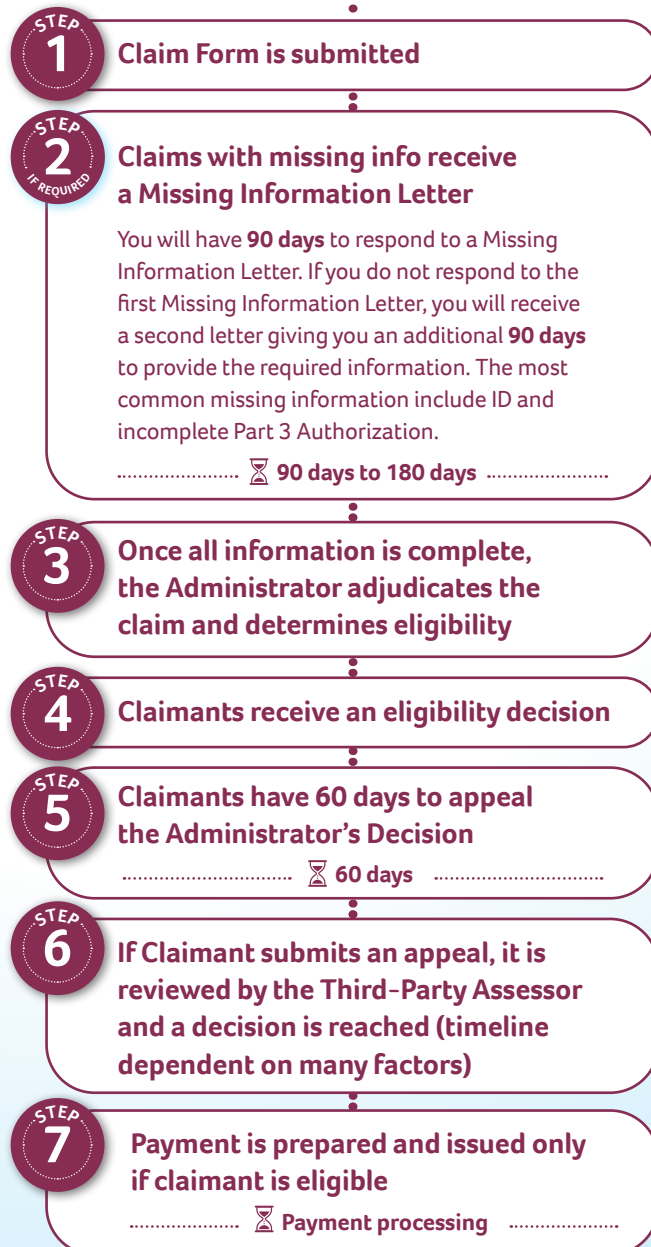 STEP
1
Claim Form is submitted
STEP
2
IF REQUIRED
Claims with missing info receive
a Missing Information Letter
You will have 90 days to respond to a Missing
Information Letter. If you do not respond to the
first Missing Information Letter, you will receive
a second letter giving you an additional 90 days
to provide the required information. The most
common missing information include ID and
incomplete Part 3 Authorization.
90 days to 180 days
STEP
3
Once all information is complete,
the Administrator adjudicates the
claim and determines eligibility
STEP
4
Claimants receive an eligibility decision
STEP
5
Claimants have 60 days to appeal
the Administrator's Decision
60 days
STEP
6
If Claimant submits an appeal, it is
reviewed by the Third-Party Assessor
and a decision is reached (timeline
dependent on many factors)
STEP
7
Payment is prepared and issued only
if claimant is eligible
Payment processing